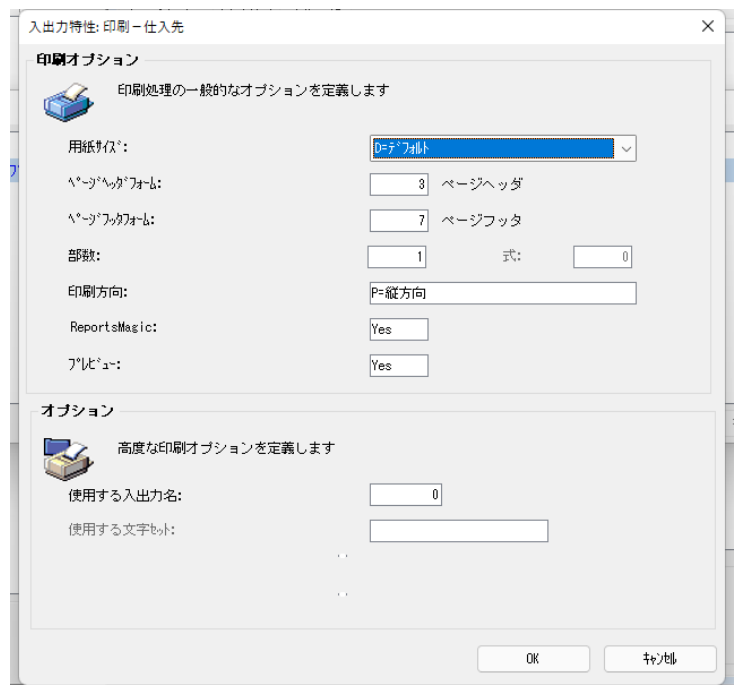 入出力特性: 印刷 － 仕入先
印刷オプション
印刷処理の一般的なオプションを定義します
用紙ｻｲｽﾞ: D=ﾃﾞﾌｫﾙﾄ
ﾍﾟｰｼﾞﾍｯﾀﾞﾌｫｰﾑ: 3 ページヘッダ
ﾍﾟｰｼﾞﾌｯﾀﾌｫｰﾑ: 7 ページフッタ
部数: 1 式: 0
印刷方向: P=縦方向
ReportsMagic: Yes
ﾌﾟﾚﾋﾞｭｰ: Yes
オプション
高度な印刷オプションを定義します
使用する入出力名: 0
使用する文字ｾｯﾄ:
OK ｷｬﾝｾﾙ